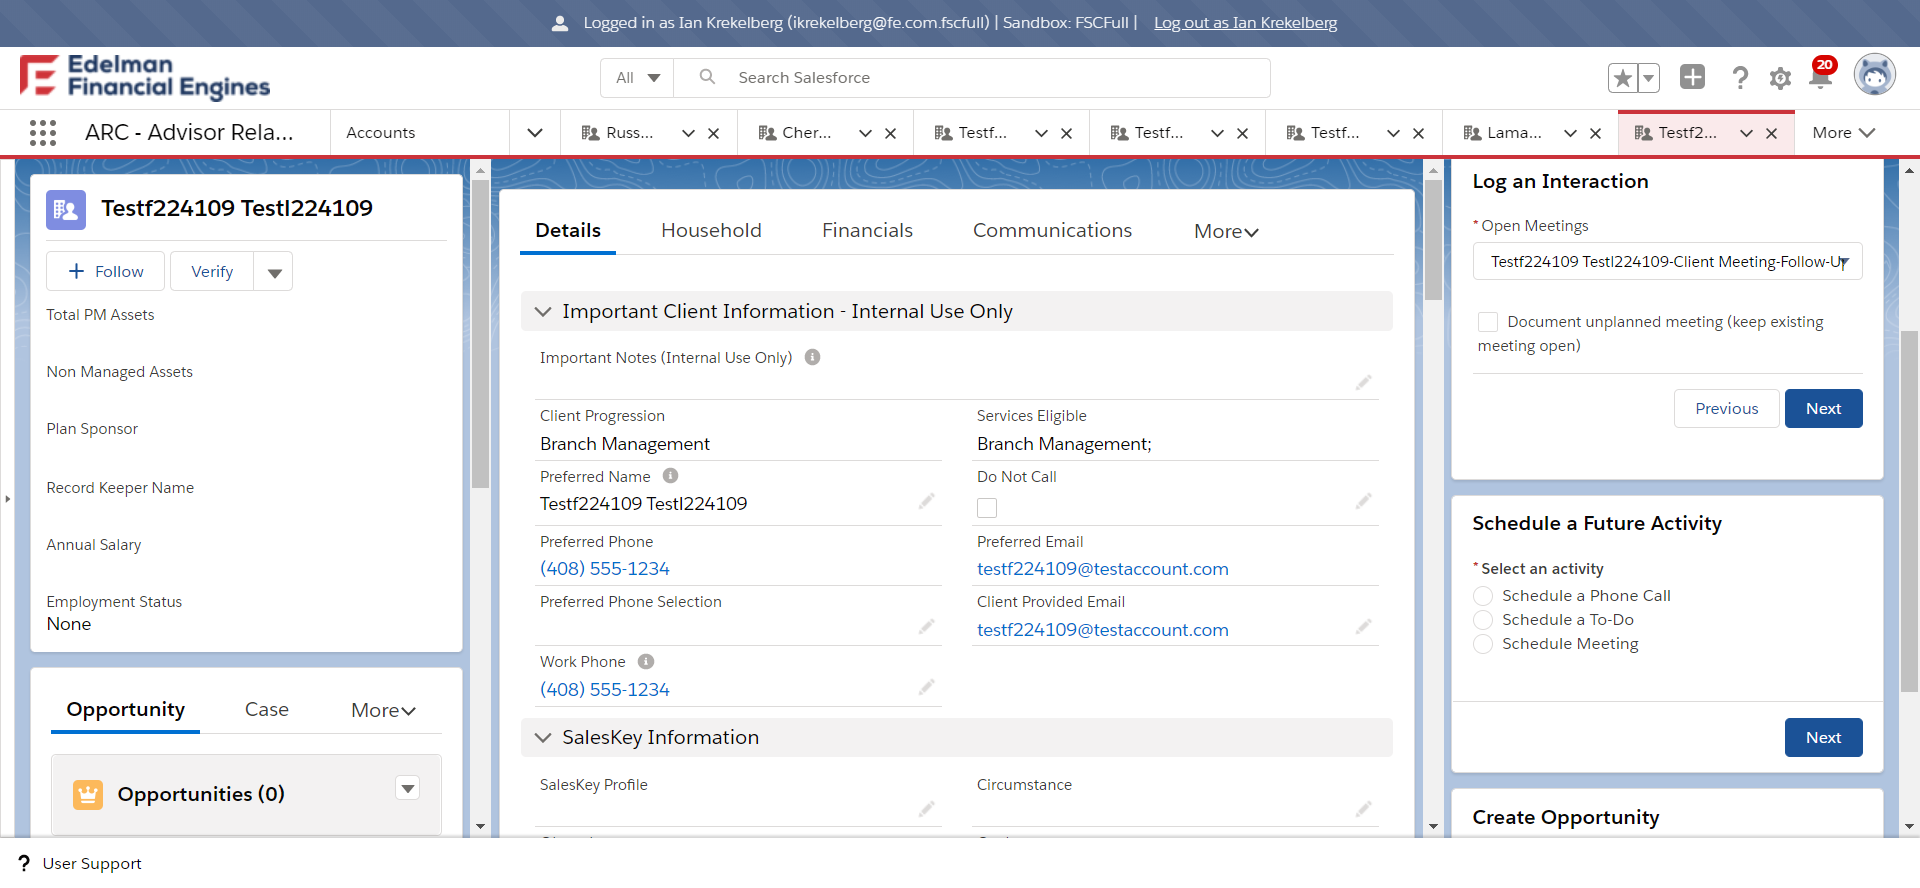 Logged in as Ian Krekelberg (ikrekelberg@fe.com.fscfull) | Sandbox: FSCFull | Log out as Ian Krekelberg
Edelman
Financial Engines
All
Search Salesforce
20
ARC - Advisor Rela...
Accounts
Russ...
Cher...
Testf...
Testf...
Testf...
Lama...
Testf2...
More
Testf224109 Testl224109
Follow
Verify
Total PM Assets
Non Managed Assets
Plan Sponsor
Record Keeper Name
Annual Salary
Employment Status
None
Opportunity
Case
More
Opportunities (0)
Details
Household
Financials
Communications
More
Important Client Information - Internal Use Only
Important Notes (Internal Use Only)
Client Progression
Branch Management
Services Eligible
Branch Management;
Preferred Name
Testf224109 Testl224109
Do Not Call
Preferred Phone
(408) 555-1234
Preferred Email
testf224109@testaccount.com
Preferred Phone Selection
Client Provided Email
testf224109@testaccount.com
Work Phone
(408) 555-1234
SalesKey Information
SalesKey Profile
Circumstance
Log an Interaction
* Open Meetings
Testf224109 Testl224109-Client Meeting-Follow-Up
Document unplanned meeting (keep existing
meeting open)
Previous
Next
Schedule a Future Activity
* Select an activity
Schedule a Phone Call
Schedule a To-Do
Schedule Meeting
Next
Create Opportunity
? User Support